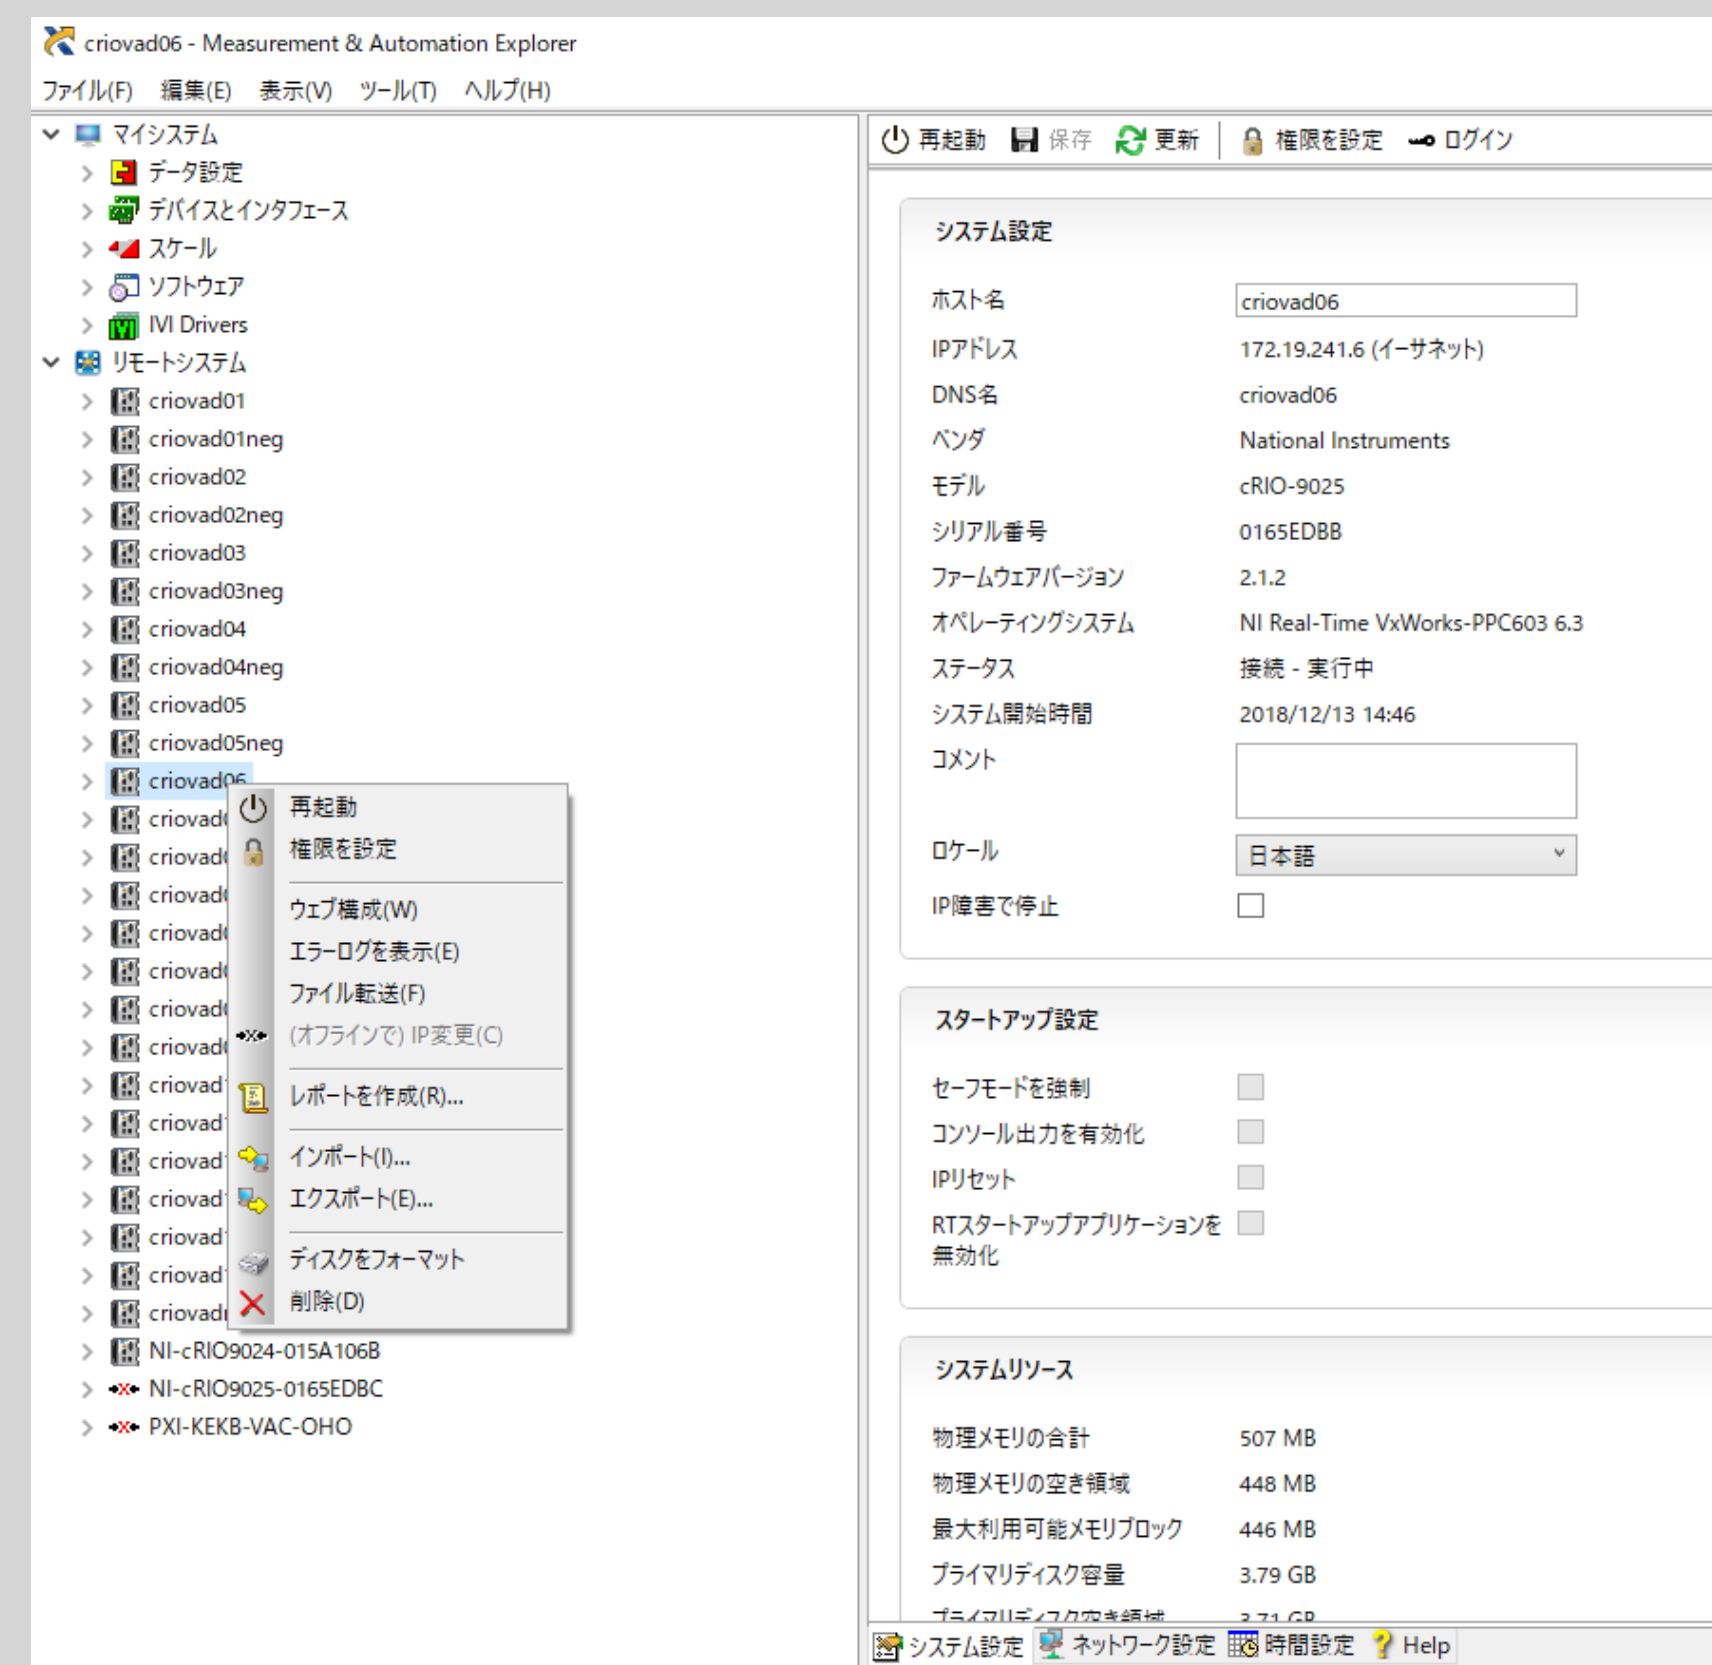 criovad06 - Measurement & Automation Explorer
ファイル(F) 編集(E) 表示(V) ツール(T) ヘルプ(H)
マイシステム
データ設定
デバイスとインタフェース
スケール
ソフトウェア
IVI Drivers
リモートシステム
criovad01
criovad01neg
criovad02
criovad02neg
criovad03
criovad03neg
criovad04
criovad04neg
criovad05
criovad05neg
criovad06
NI-cRIO9024-015A106B
NI-cRIO9025-0165EDBC
PXI-KEKB-VAC-OHO
再起動
権限を設定
ウェブ構成(W)
エラーログを表示(E)
ファイル転送(F)
(オフラインで) IP変更(C)
レポートを作成(R)...
インポート(I)...
エクスポート(E)...
ディスクをフォーマット
削除(D)
再起動 保存 更新 権限を設定 ログイン
システム設定
ホスト名 criovad06
IPアドレス 172.19.241.6 (イーサネット)
DNS名 criovad06
ベンダ National Instruments
モデル cRIO-9025
シリアル番号 0165EDBB
ファームウェアバージョン 2.1.2
オペレーティングシステム NI Real-Time VxWorks-PPC603 6.3
ステータス 接続 - 実行中
システム開始時間 2018/12/13 14:46
コメント
ロケール 日本語
IP障害で停止
スタートアップ設定
セーフモードを強制
コンソール出力を有効化
IPリセット
RTスタートアップアプリケーションを
無効化
システムリソース
物理メモリの合計 507 MB
物理メモリの空き領域 448 MB
最大利用可能メモリブロック 446 MB
プライマリディスク容量 3.79 GB
プライマリディスク空き領域 3.71 GB
システム設定 ネットワーク設定 時間設定 Help